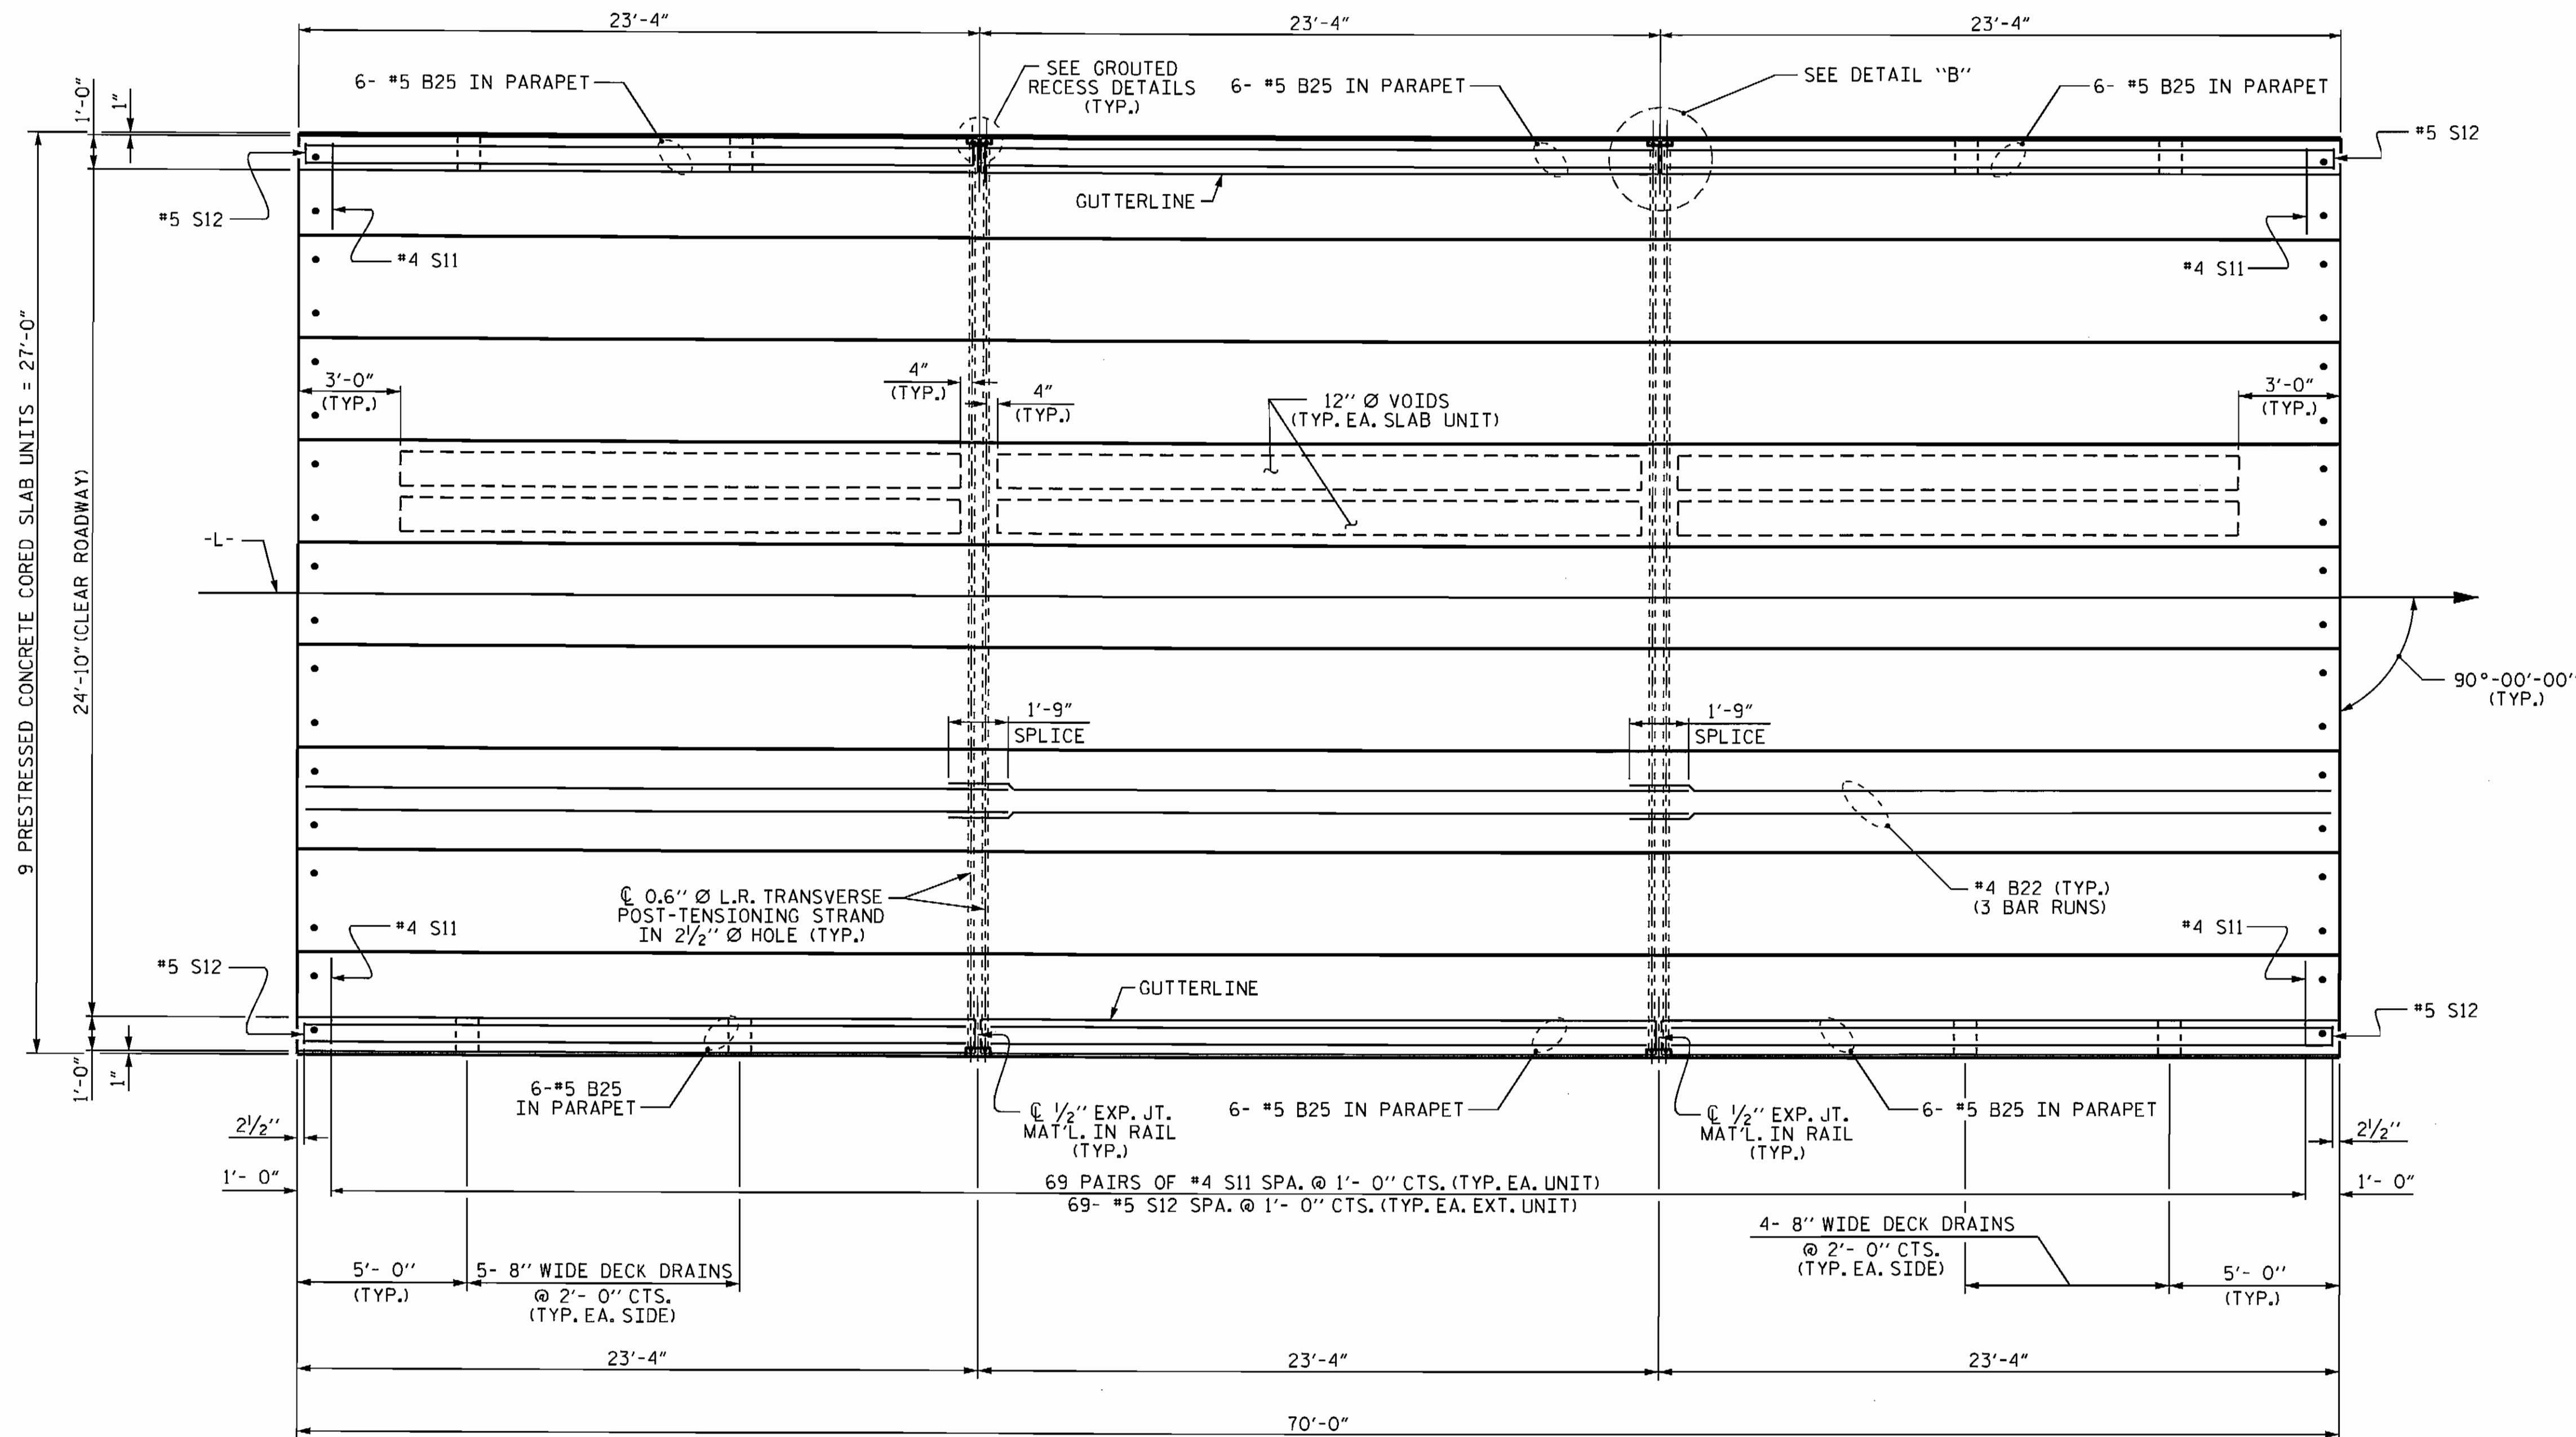 23'-4"
23'-4"
23'-4"
6- #5 B25 IN PARAPET
SEE GROUTED
RECESS DETAILS
(TYP.)
6- #5 B25 IN PARAPET
SEE DETAIL "B"
6- #5 B25 IN PARAPET
1'-0"
1"
#5 S12
#5 S12
GUTTERLINE
#4 S11
#4 S11
9 PRESTRESSED CONCRETE CORED SLAB UNITS = 27'-0"
24'-10" (CLEAR ROADWAY)
3'-0"
(TYP.)
4"
(TYP.)
4"
(TYP.)
12" Ø VOIDS
(TYP. EA. SLAB UNIT)
3'-0"
(TYP.)
-L-
90°-00'-00"
(TYP.)
1'-9"
SPLICE
1'-9"
SPLICE
℄ 0.6" Ø L.R. TRANSVERSE
POST-TENSIONING STRAND
IN 2½" Ø HOLE (TYP.)
#4 B22 (TYP.)
(3 BAR RUNS)
#4 S11
#4 S11
#5 S12
GUTTERLINE
#5 S12
1'-0"
1"
6-#5 B25
IN PARAPET
℄ ½" EXP. JT.
MAT'L. IN RAIL
(TYP.)
6- #5 B25 IN PARAPET
℄ ½" EXP. JT.
MAT'L. IN RAIL
(TYP.)
6- #5 B25 IN PARAPET
2½"
2½"
1'- 0"
69 PAIRS OF #4 S11 SPA. @ 1'- 0" CTS. (TYP. EA. UNIT)
69- #5 S12 SPA. @ 1'- 0" CTS. (TYP. EA. EXT. UNIT)
1'- 0"
5'- 0"
(TYP.)
5- 8" WIDE DECK DRAINS
@ 2'- 0" CTS.
(TYP. EA. SIDE)
4- 8" WIDE DECK DRAINS
@ 2'- 0" CTS.
(TYP. EA. SIDE)
5'- 0"
(TYP.)
23'-4"
23'-4"
23'-4"
70'-0"